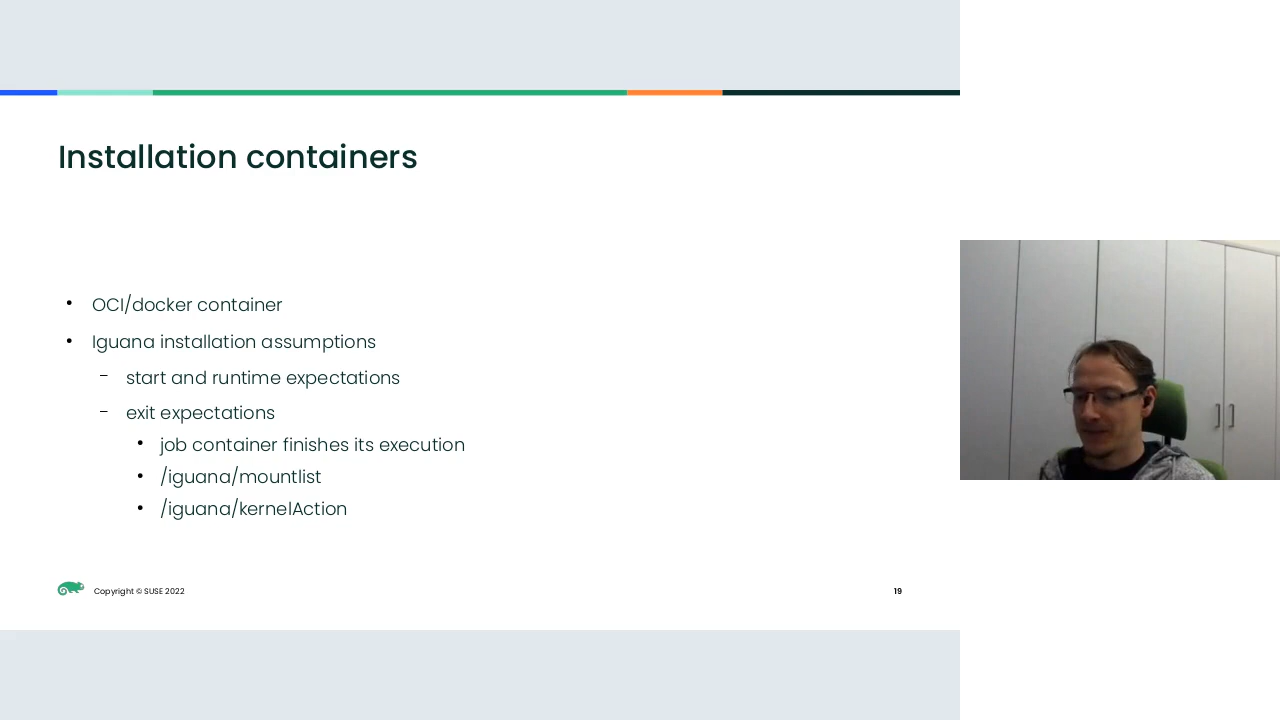 Installation containers
OCI/docker container
Iguana installation assumptions
start and runtime expectations
exit expectations
job container finishes its execution
/iguana/mountlist
/iguana/kernelAction
Copyright © SUSE 2022
19